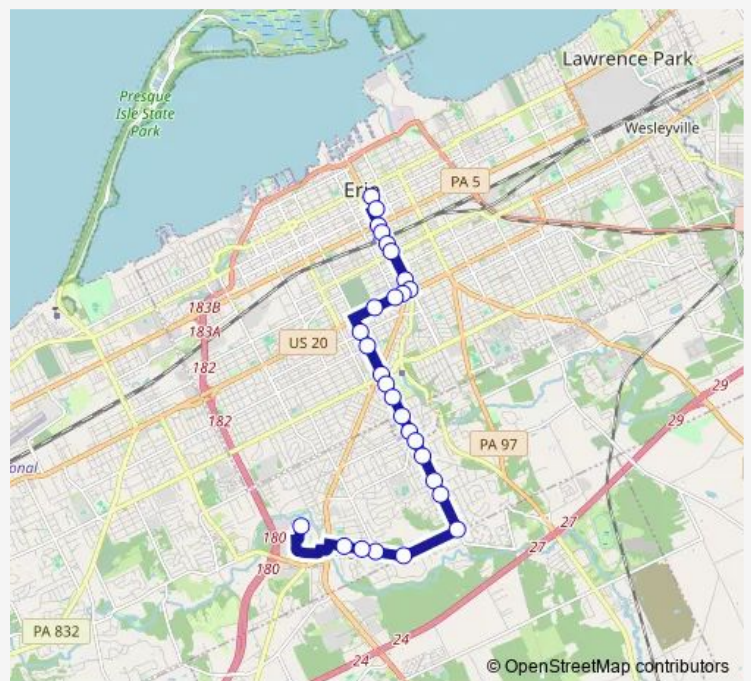 Lawrence Park
Presque
Isle State
Park
Wesleyville
Erie
PA 5
183B
183A
US 20
182
29
182
29
PA 97
onal
180
27
27
180
PA 832
24
24
© OpenStreetMap contributors